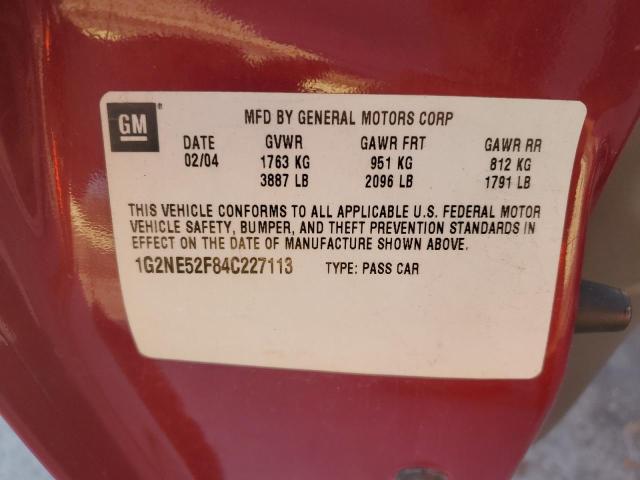 GM
MFD BY GENERAL MOTORS CORP
DATE GVWR GAWR FRT GAWR RR
02/04 1763 KG 951 KG 812 KG
3887 LB 2096 LB 1791 LB
THIS VEHICLE CONFORMS TO ALL APPLICABLE U.S. FEDERAL MOTOR
VEHICLE SAFETY, BUMPER, AND THEFT PREVENTION STANDARDS IN
EFFECT ON THE DATE OF MANUFACTURE SHOWN ABOVE.
1G2NE52F84C227113 TYPE: PASS CAR